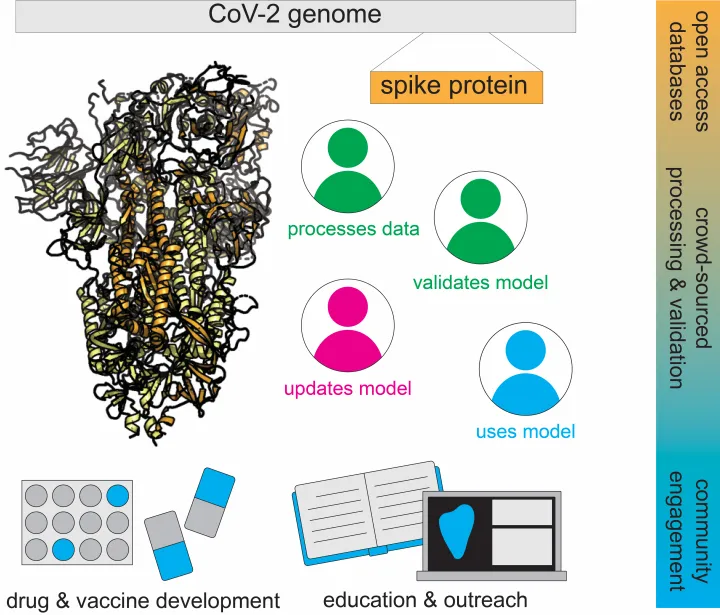 CoV-2 genome
spike protein
processes data
validates model
updates model
uses model
drug & vaccine development
education & outreach
open access
databases
crowd-sourced
processing & validation
community
engagement